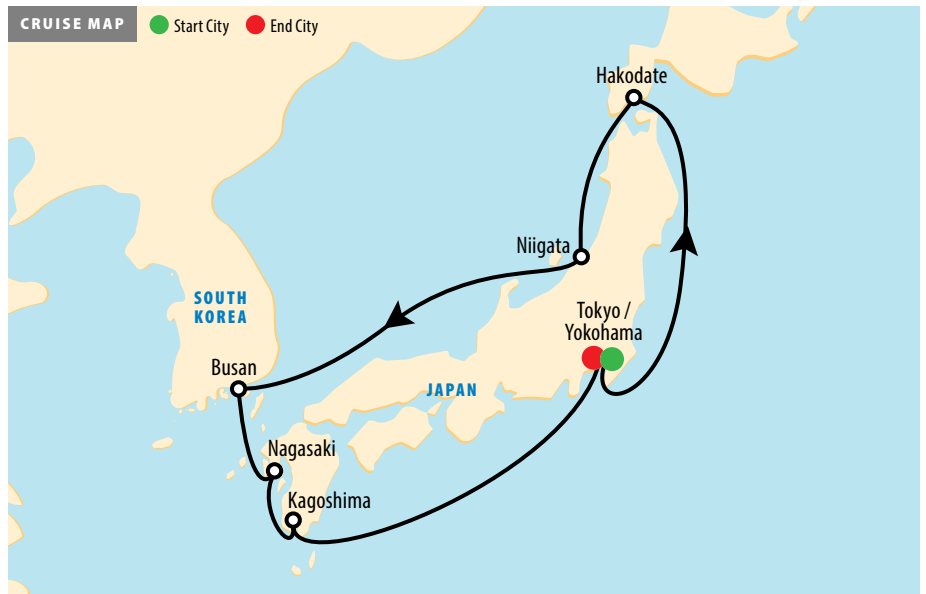 CRUISE MAP
Start City
End City
Hakodate
Niigata
SOUTH
KOREA
Tokyo /
Yokohama
Busan
JAPAN
Nagasaki
Kagoshima